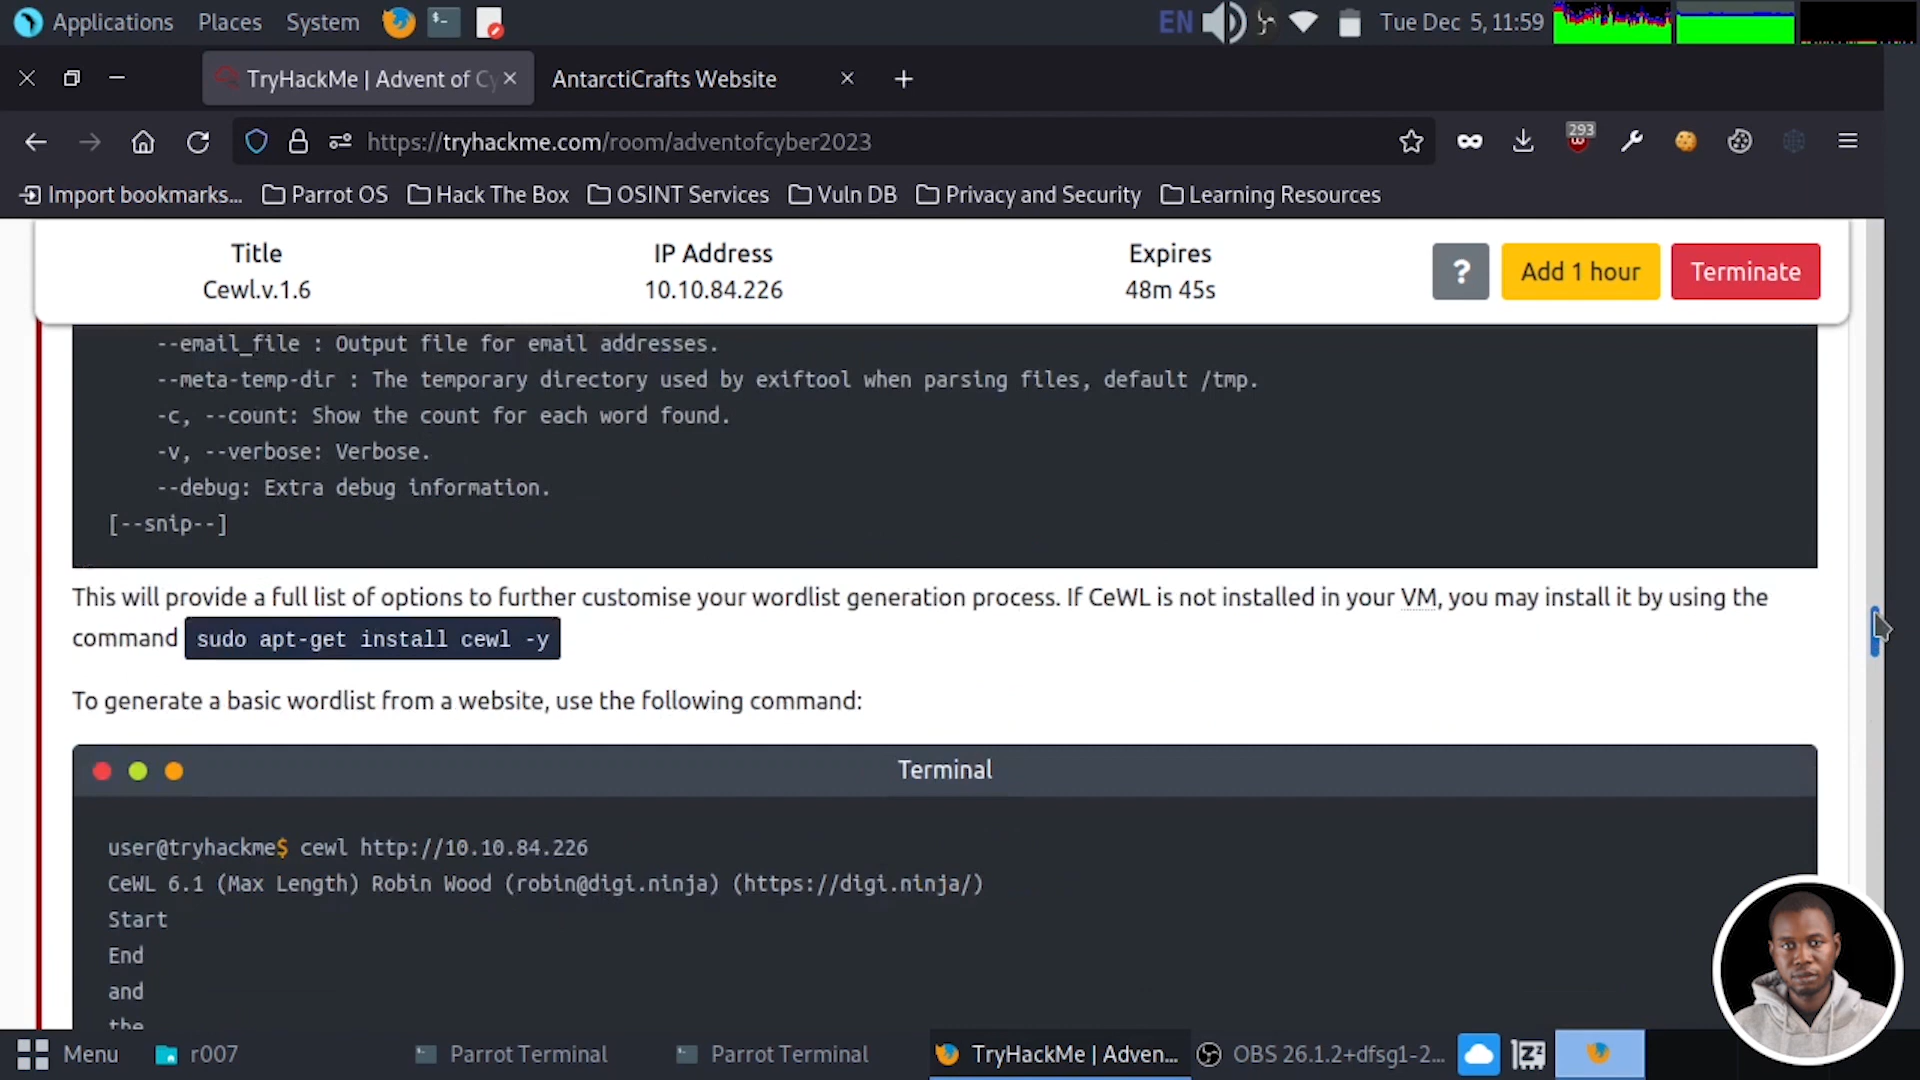 Applications Places System EN Tue Dec 5, 11:59
TryHackMe | Advent of Cy AntarctiCrafts Website
https://tryhackme.com/room/adventofcyber2023 293
Import bookmarks... Parrot OS Hack The Box OSINT Services Vuln DB Privacy and Security Learning Resources
Title IP Address Expires
Cewl.v.1.6 10.10.84.226 48m 45s ? Add 1 hour Terminate
--email_file : Output file for email addresses.
--meta-temp-dir : The temporary directory used by exiftool when parsing files, default /tmp.
-c, --count: Show the count for each word found.
-v, --verbose: Verbose.
--debug: Extra debug information.
[--snip--]
This will provide a full list of options to further customise your wordlist generation process. If CeWL is not installed in your VM, you may install it by using the
command sudo apt-get install cewl -y
To generate a basic wordlist from a website, use the following command:
Terminal
user@tryhackme$ cewl http://10.10.84.226
CeWL 6.1 (Max Length) Robin Wood (robin@digi.ninja) (https://digi.ninja/)
Start
End
and
the
Menu r007 Parrot Terminal Parrot Terminal TryHackMe | Adven... OBS 26.1.2+dfsg1-2...